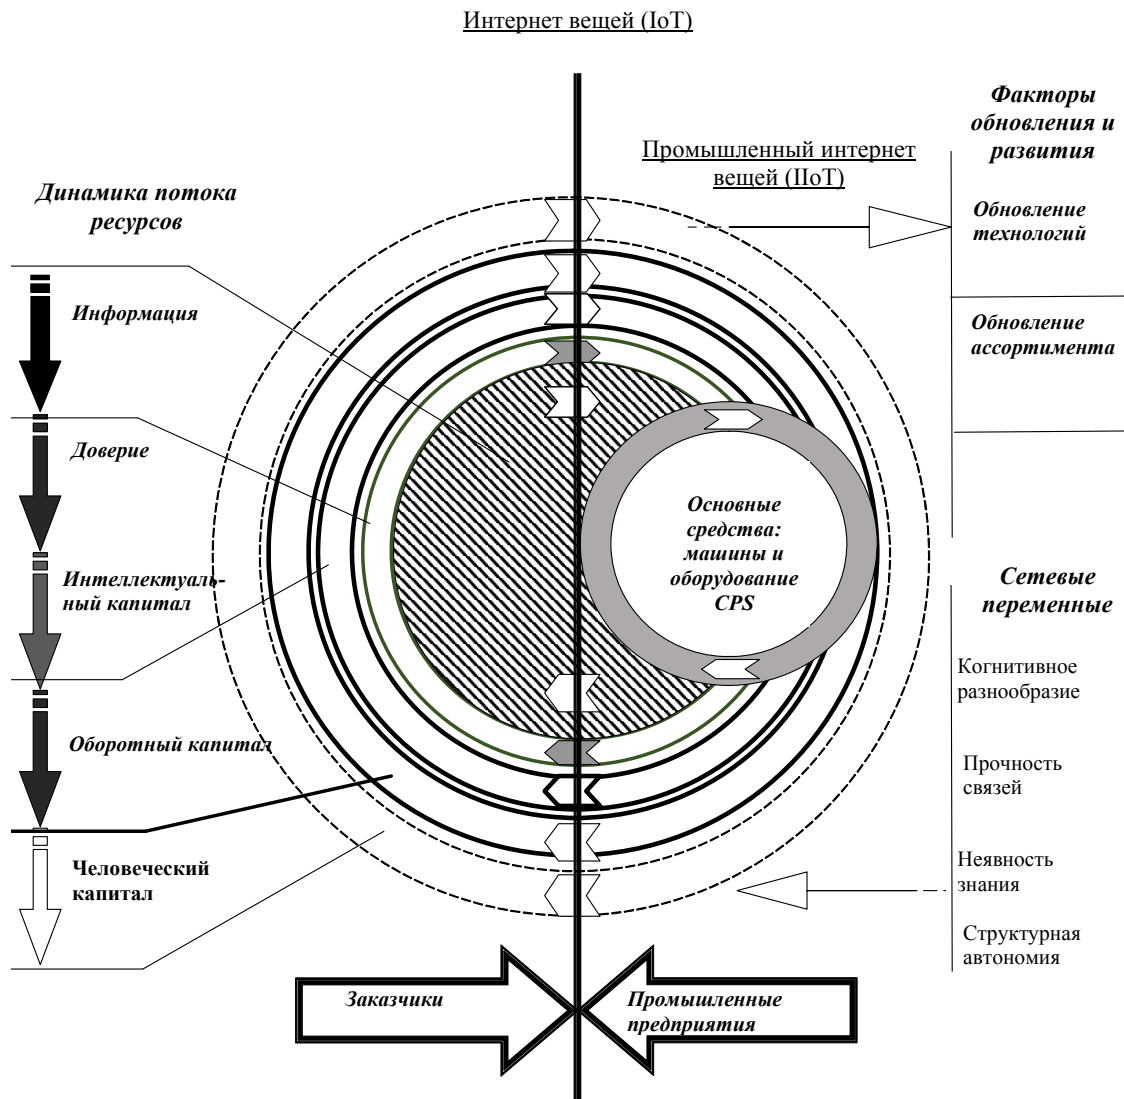 Интернет вещей (IoT)
Факторы
обновления и
развития
Промышленный интернет
вещей (IIoT)
Динамика потока
ресурсов
Обновление
технологий
Информация
Обновление
ассортимента
Доверие
Основные
средства:
машины и
оборудование
CPS
Интеллектуаль-
ный капитал
Сетевые
переменные
Когнитивное
разнообразие
Оборотный капитал
Прочность
связей
Человеческий
капитал
Неявность
знания
Структурная
автономия
Заказчики
Промышленные
предприятия